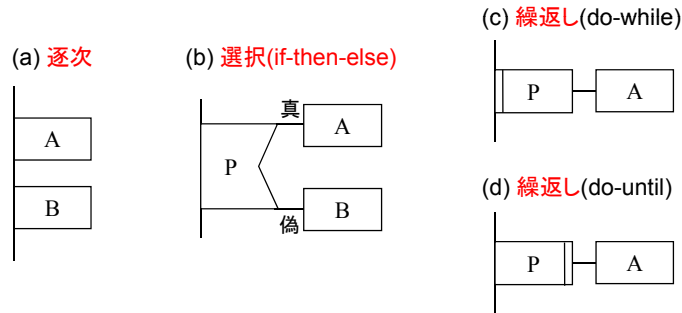 (a) 逐次
A
B
(b) 選択(if-then-else)
真
A
P
B
偽
(c) 繰返し(do-while)
P
A
(d) 繰返し(do-until)
P
A